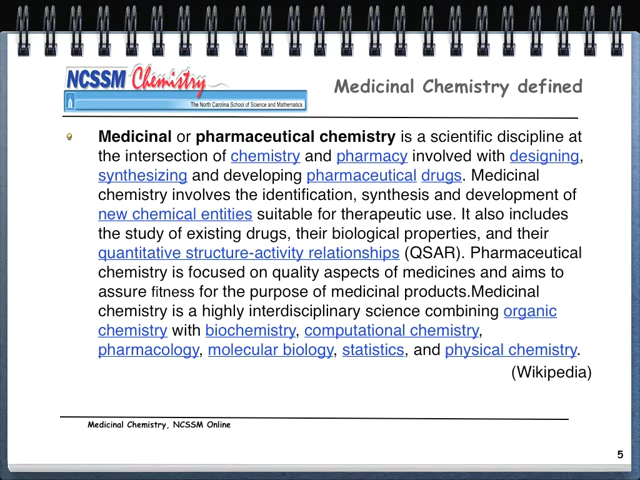 NCSSM Chemistry
The North Carolina School of Science and Mathematics
Medicinal Chemistry defined
Medicinal or pharmaceutical chemistry is a scientific discipline at
the intersection of chemistry and pharmacy involved with designing,
synthesizing and developing pharmaceutical drugs. Medicinal
chemistry involves the identification, synthesis and development of
new chemical entities suitable for therapeutic use. It also includes
the study of existing drugs, their biological properties, and their
quantitative structure-activity relationships (QSAR). Pharmaceutical
chemistry is focused on quality aspects of medicines and aims to
assure fitness for the purpose of medicinal products.Medicinal
chemistry is a highly interdisciplinary science combining organic
chemistry with biochemistry, computational chemistry,
pharmacology, molecular biology, statistics, and physical chemistry.
(Wikipedia)
Medicinal Chemistry, NCSSM Online
5